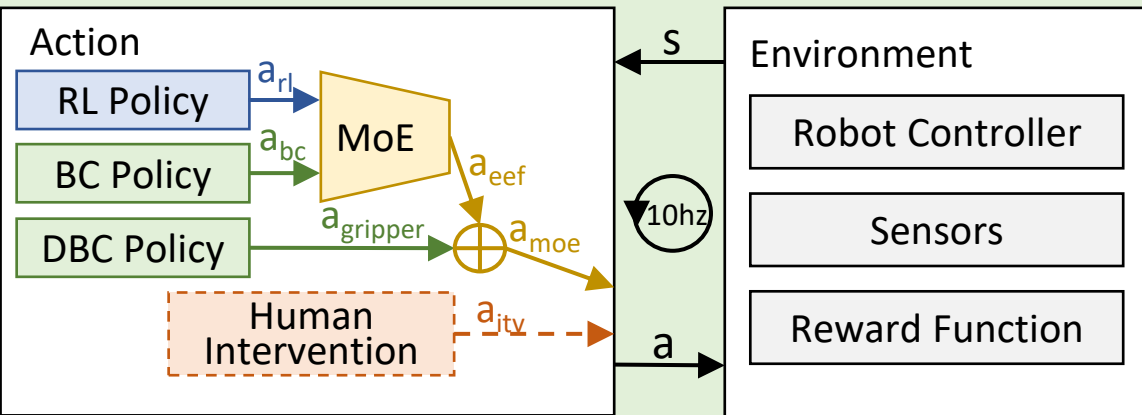 Action
RL Policy
a_rl
MoE
BC Policy
a_bc
a_eef
DBC Policy
a_gripper
a_moe
Human
Intervention
a_itv
s
10hz
a
Environment
Robot Controller
Sensors
Reward Function